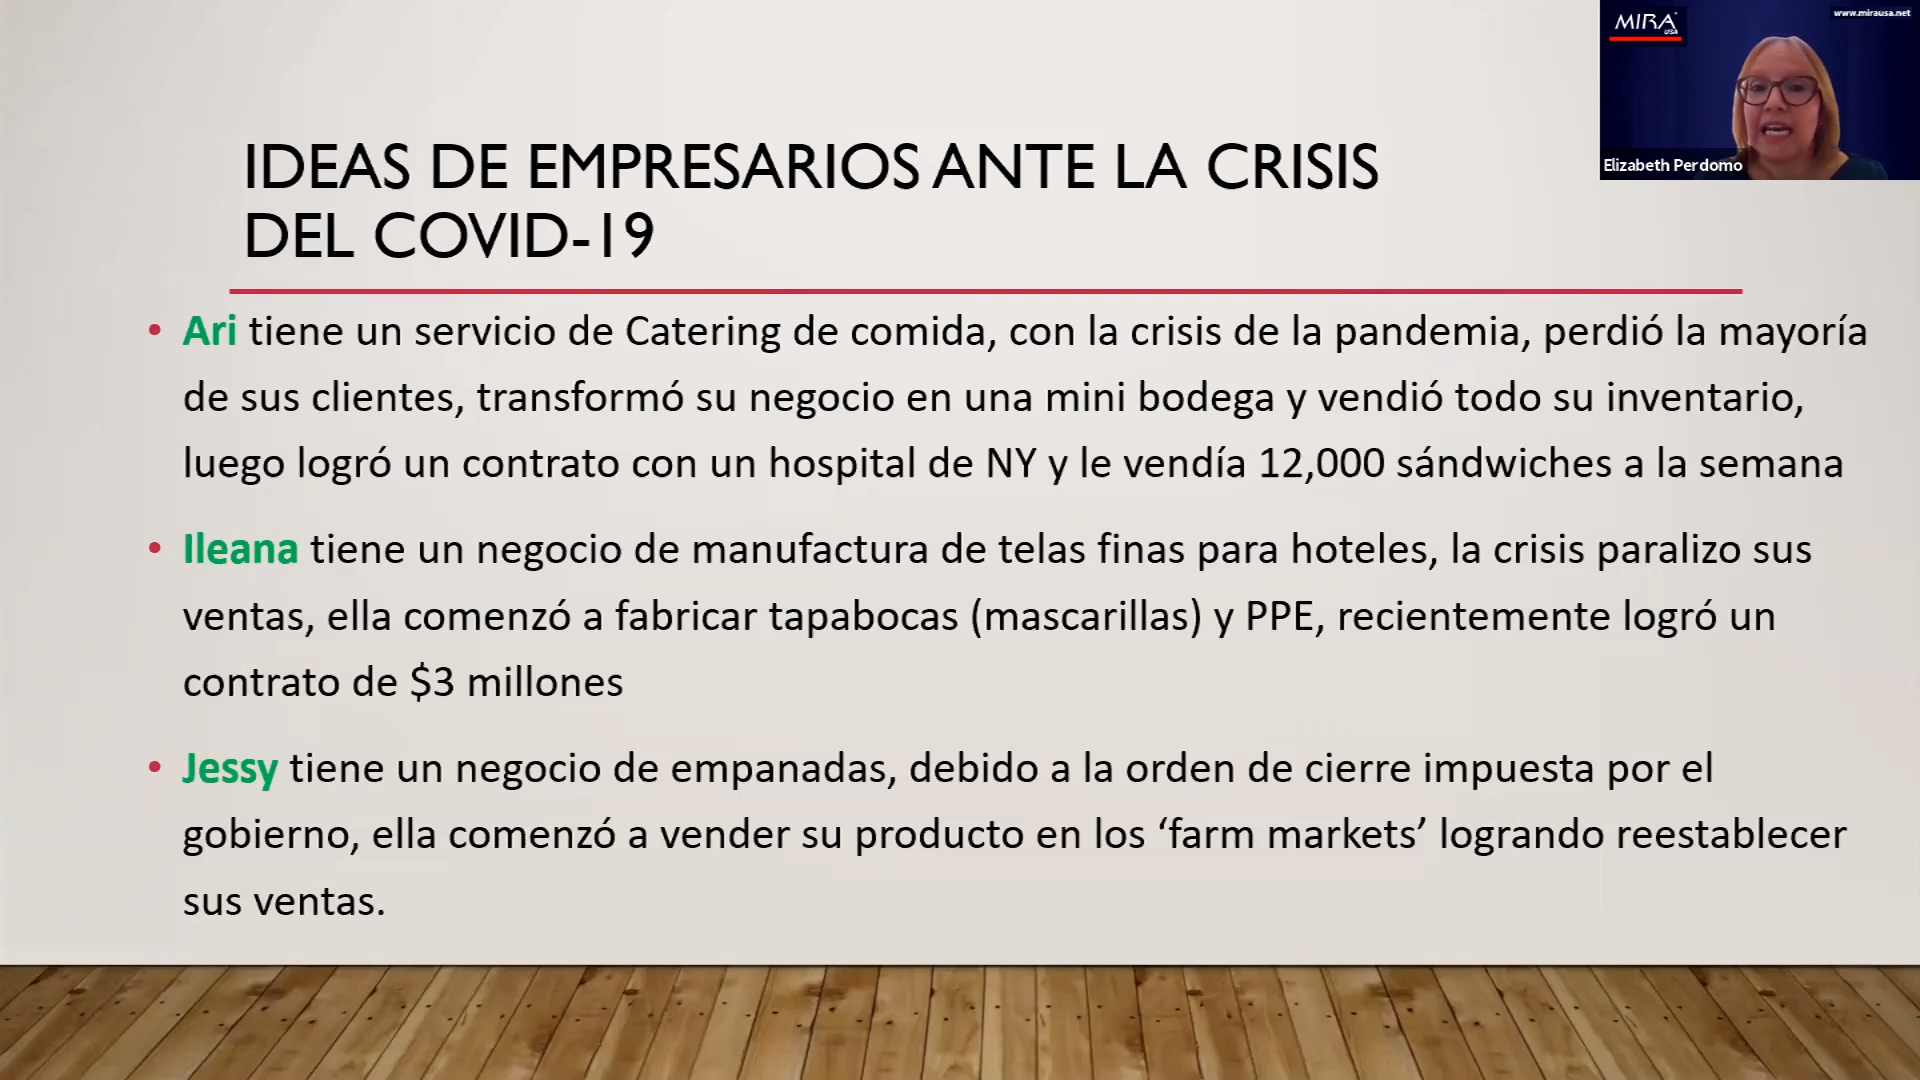 MIRA
USA
www.mirausa.net
Elizabeth Perdomo
IDEAS DE EMPRESARIOS ANTE LA CRISIS
DEL COVID-19
• Ari tiene un servicio de Catering de comida, con la crisis de la pandemia, perdió la mayoría
de sus clientes, transformó su negocio en una mini bodega y vendió todo su inventario,
luego logró un contrato con un hospital de NY y le vendía 12,000 sándwiches a la semana
• Ileana tiene un negocio de manufactura de telas finas para hoteles, la crisis paralizo sus
ventas, ella comenzó a fabricar tapabocas (mascarillas) y PPE, recientemente logró un
contrato de $3 millones
• Jessy tiene un negocio de empanadas, debido a la orden de cierre impuesta por el
gobierno, ella comenzó a vender su producto en los ‘farm markets’ logrando reestablecer
sus ventas.